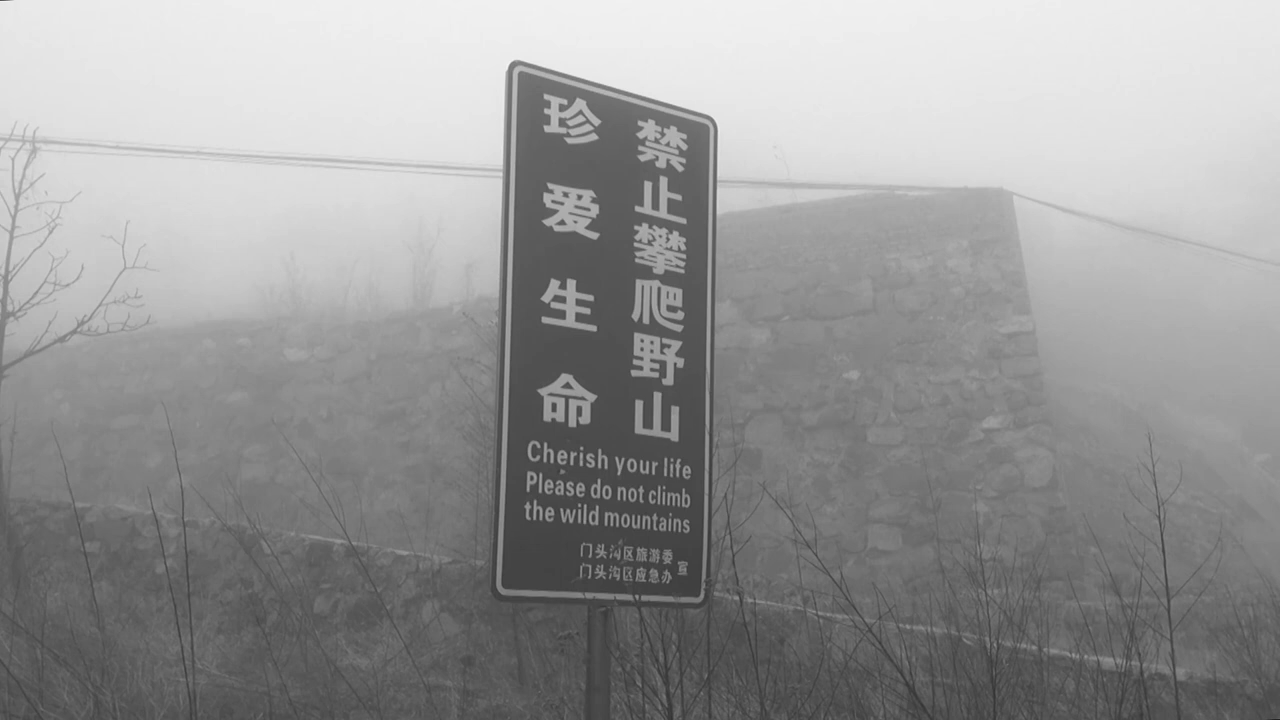 禁止攀爬野山
珍爱生命
Cherish your life
Please do not climb
the wild mountains
门头沟区旅游委
门头沟区应急办
宣